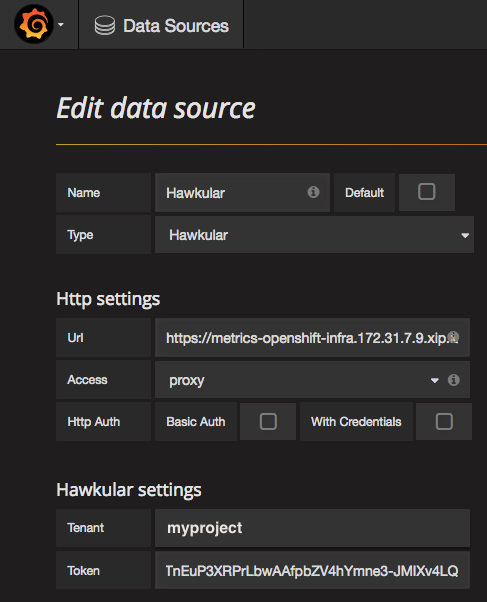 Data Sources
Edit data source
Name Hawkular Default
Type Hawkular
Http settings
Url https://metrics-openshift-infra.172.31.7.9.xip.
Access proxy
Http Auth Basic Auth With Credentials
Hawkular settings
Tenant myproject
Token TnEuP3XRPrLbwAAfpbZV4hYmne3-JMlXv4LQ